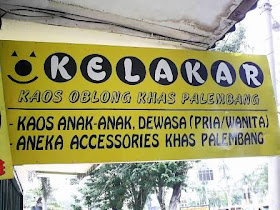 KELAKAR
KAOS OBLONG KHAS PALEMBANG
- KAOS ANAK-ANAK, DEWASA (PRIA/WANITA)
- ANEKA ACCESSORIES KHAS PALEMBANG